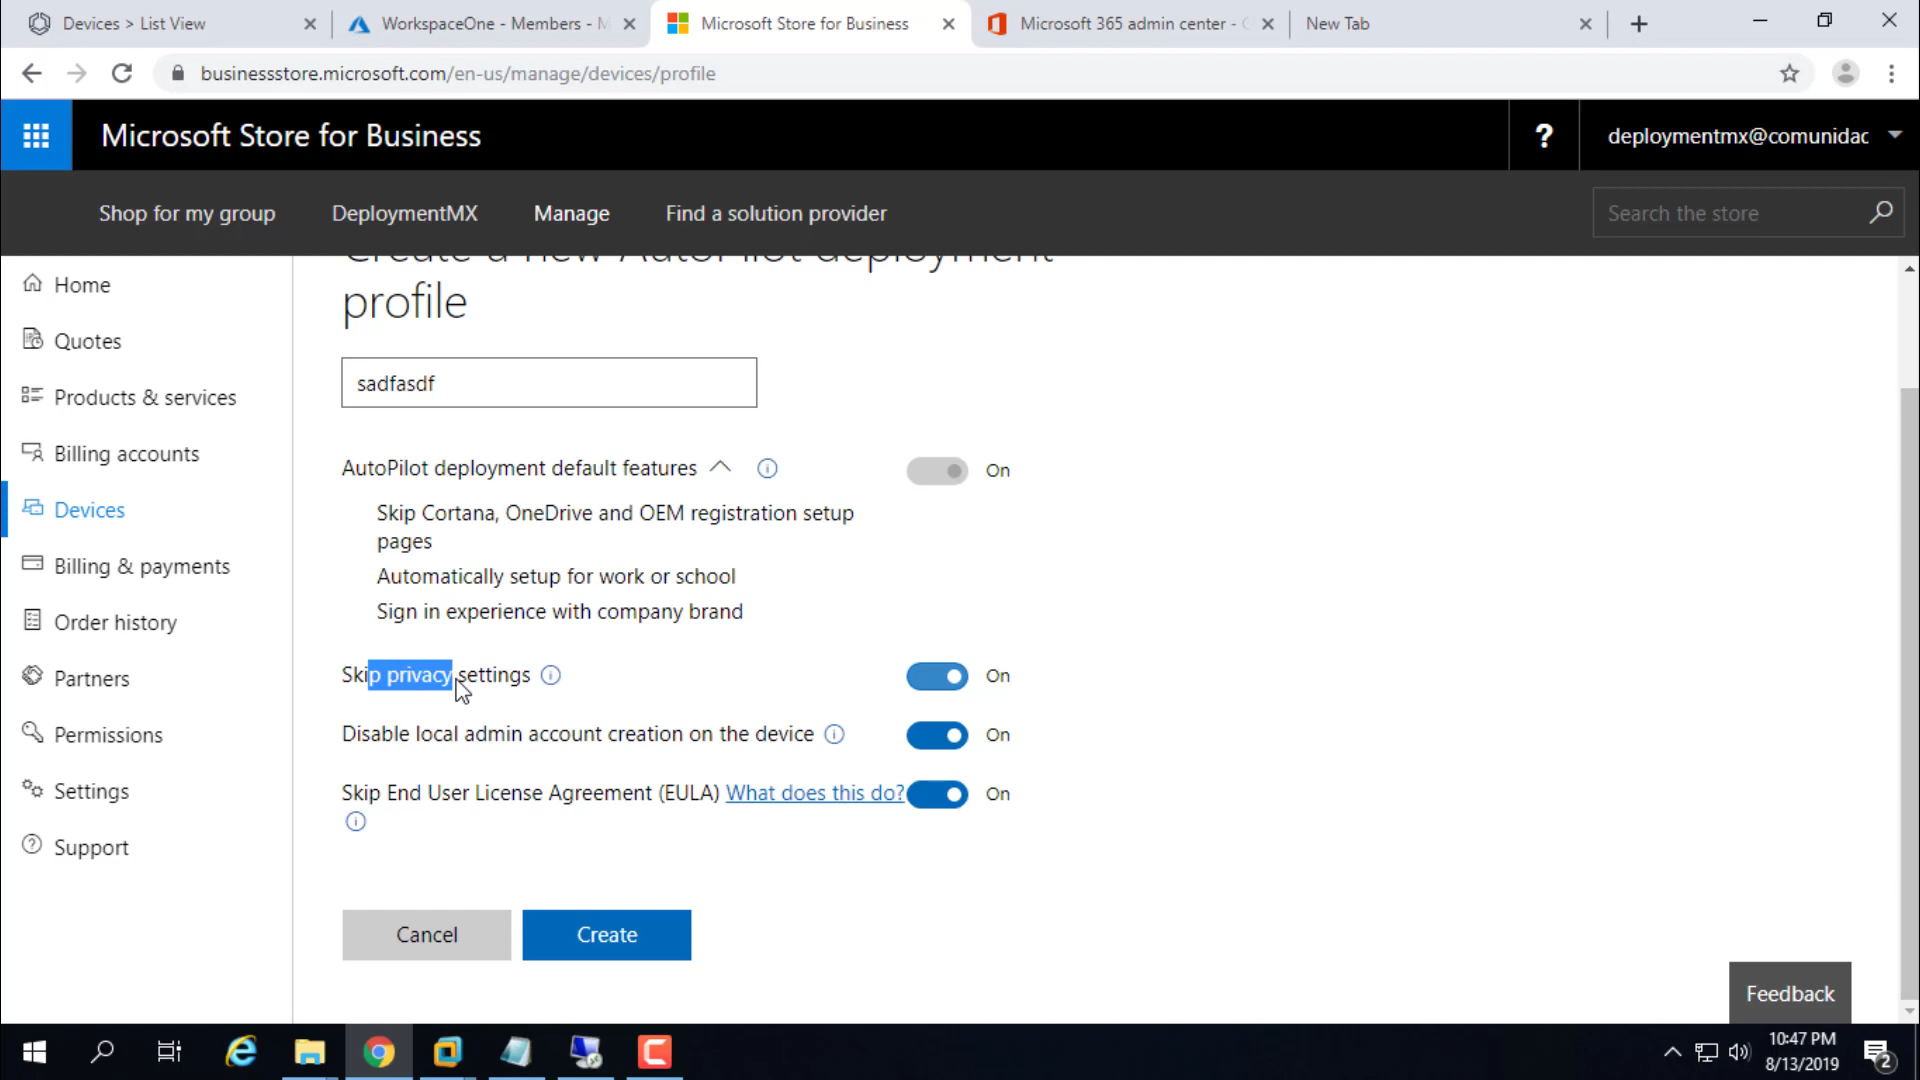 Devices > List View
WorkspaceOne - Members - M
Microsoft Store for Business
Microsoft 365 admin center -
New Tab
businessstore.microsoft.com/en-us/manage/devices/profile
Microsoft Store for Business
?
deploymentmx@comunidac
Shop for my group
DeploymentMX
Manage
Find a solution provider
Search the store
Home
Quotes
Products & services
Billing accounts
Devices
Billing & payments
Order history
Partners
Permissions
Settings
Support
Create a new AutoPilot deployment
profile
sadfasdf
AutoPilot deployment default features
On
Skip Cortana, OneDrive and OEM registration setup
pages
Automatically setup for work or school
Sign in experience with company brand
Skip privacy settings
On
Disable local admin account creation on the device
On
Skip End User License Agreement (EULA) What does this do?
On
Cancel
Create
Feedback
10:47 PM
8/13/2019
2